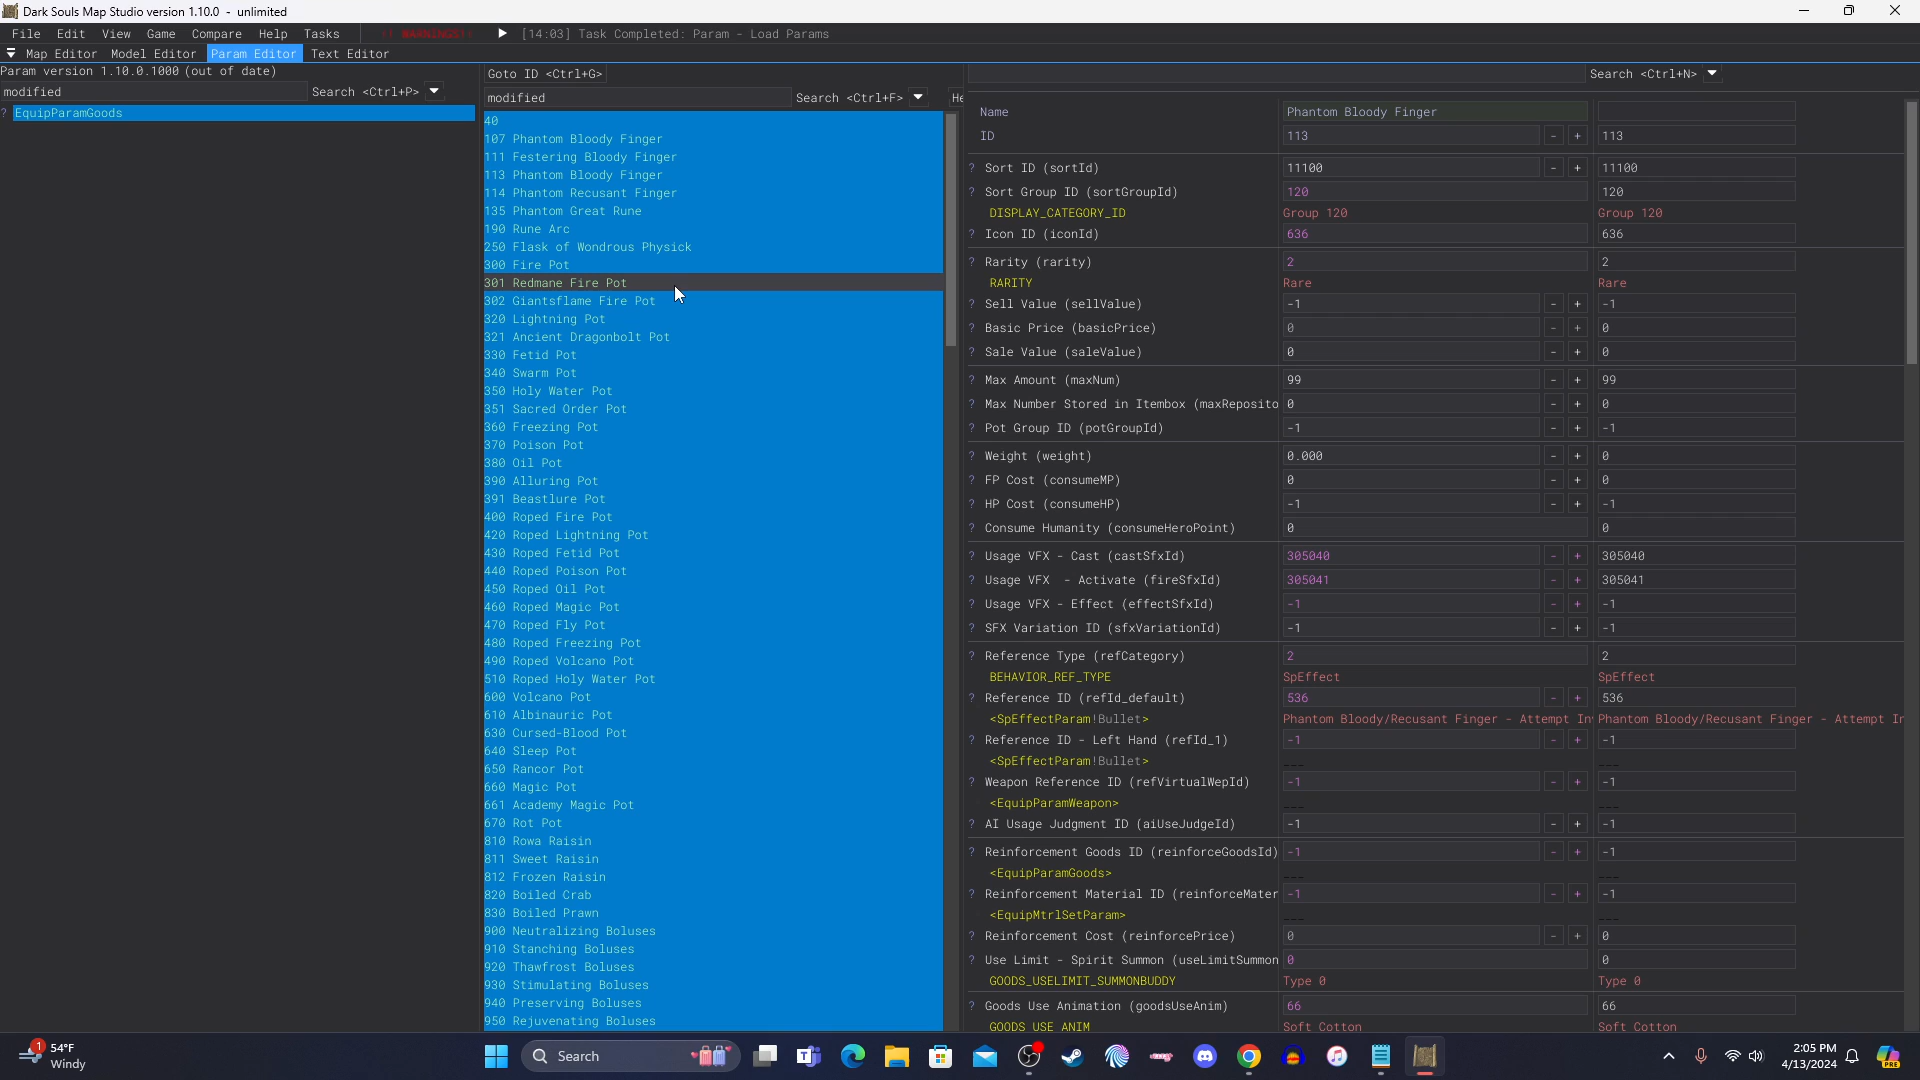 Dark Souls Map Studio version 1.10.0 - unlimited
File Edit View Game Compare Help Tasks !! WARNINGS!! [14:03] Task Completed: Param - Load Params
Map Editor Model Editor Param Editor Text Editor
Param version 1.10.0.1000 (out of date)
modified Search <Ctrl+P>
? EquipParamGoods
Goto ID <Ctrl+G>
modified Search <Ctrl+F> He
40
107 Phantom Bloody Finger
111 Festering Bloody Finger
113 Phantom Bloody Finger
114 Phantom Recusant Finger
135 Phantom Great Rune
190 Rune Arc
250 Flask of Wondrous Physick
300 Fire Pot
301 Redmane Fire Pot
302 Giantsflame Fire Pot
320 Lightning Pot
321 Ancient Dragonbolt Pot
330 Fetid Pot
340 Swarm Pot
350 Holy Water Pot
351 Sacred Order Pot
360 Freezing Pot
370 Poison Pot
380 Oil Pot
390 Alluring Pot
391 Beastlure Pot
400 Roped Fire Pot
420 Roped Lightning Pot
430 Roped Fetid Pot
440 Roped Poison Pot
450 Roped Oil Pot
460 Roped Magic Pot
470 Roped Fly Pot
480 Roped Freezing Pot
490 Roped Volcano Pot
510 Roped Holy Water Pot
600 Volcano Pot
610 Albinauric Pot
630 Cursed-Blood Pot
640 Sleep Pot
650 Rancor Pot
660 Magic Pot
661 Academy Magic Pot
670 Rot Pot
810 Rowa Raisin
811 Sweet Raisin
812 Frozen Raisin
820 Boiled Crab
830 Boiled Prawn
900 Neutralizing Boluses
910 Stanching Boluses
920 Thawfrost Boluses
930 Stimulating Boluses
940 Preserving Boluses
950 Rejuvenating Boluses
Search <Ctrl+N>
Name Phantom Bloody Finger
ID 113 - + 113
? Sort ID (sortId) 11100 - + 11100
? Sort Group ID (sortGroupId) 120 120
DISPLAY_CATEGORY_ID Group 120 Group 120
? Icon ID (iconId) 636 636
? Rarity (rarity) 2 2
RARITY Rare Rare
? Sell Value (sellValue) -1 - + -1
? Basic Price (basicPrice) 0 - + 0
? Sale Value (saleValue) 0 - + 0
? Max Amount (maxNum) 99 - + 99
? Max Number Stored in Itembox (maxReposito 0 - + 0
? Pot Group ID (potGroupId) -1 - + -1
? Weight (weight) 0.000 - + 0
? FP Cost (consumeMP) 0 - + 0
? HP Cost (consumeHP) -1 - + -1
? Consume Humanity (consumeHeroPoint) 0 0
? Usage VFX - Cast (castSfxId) 305040 - + 305040
? Usage VFX - Activate (fireSfxId) 305041 - + 305041
? Usage VFX - Effect (effectSfxId) -1 - + -1
? SFX Variation ID (sfxVariationId) -1 - + -1
? Reference Type (refCategory) 2 2
BEHAVIOR_REF_TYPE SpEffect SpEffect
? Reference ID (refId_default) 536 - + 536
<SpEffectParam!Bullet> Phantom Bloody/Recusant Finger - Attempt In Phantom Bloody/Recusant Finger - Attempt In
? Reference ID - Left Hand (refId_1) -1 - + -1
<SpEffectParam!Bullet> ___ ___
? Weapon Reference ID (refVirtualWepId) -1 - + -1
<EquipParamWeapon> ___ ___
? AI Usage Judgment ID (aiUseJudgeId) -1 - + -1
? Reinforcement Goods ID (reinforceGoodsId) -1 - + -1
<EquipParamGoods> ___ ___
? Reinforcement Material ID (reinforceMater -1 - + -1
<EquipMtrlSetParam> ___ ___
? Reinforcement Cost (reinforcePrice) 0 - + 0
? Use Limit - Spirit Summon (useLimitSummon 0 0
GOODS_USELIMIT_SUMMONBUDDY Type 0 Type 0
? Goods Use Animation (goodsUseAnim) 66 66
GOODS_USE_ANIM Soft Cotton Soft Cotton
1 54°F
Windy
Search
2:05 PM
4/13/2024
PRE